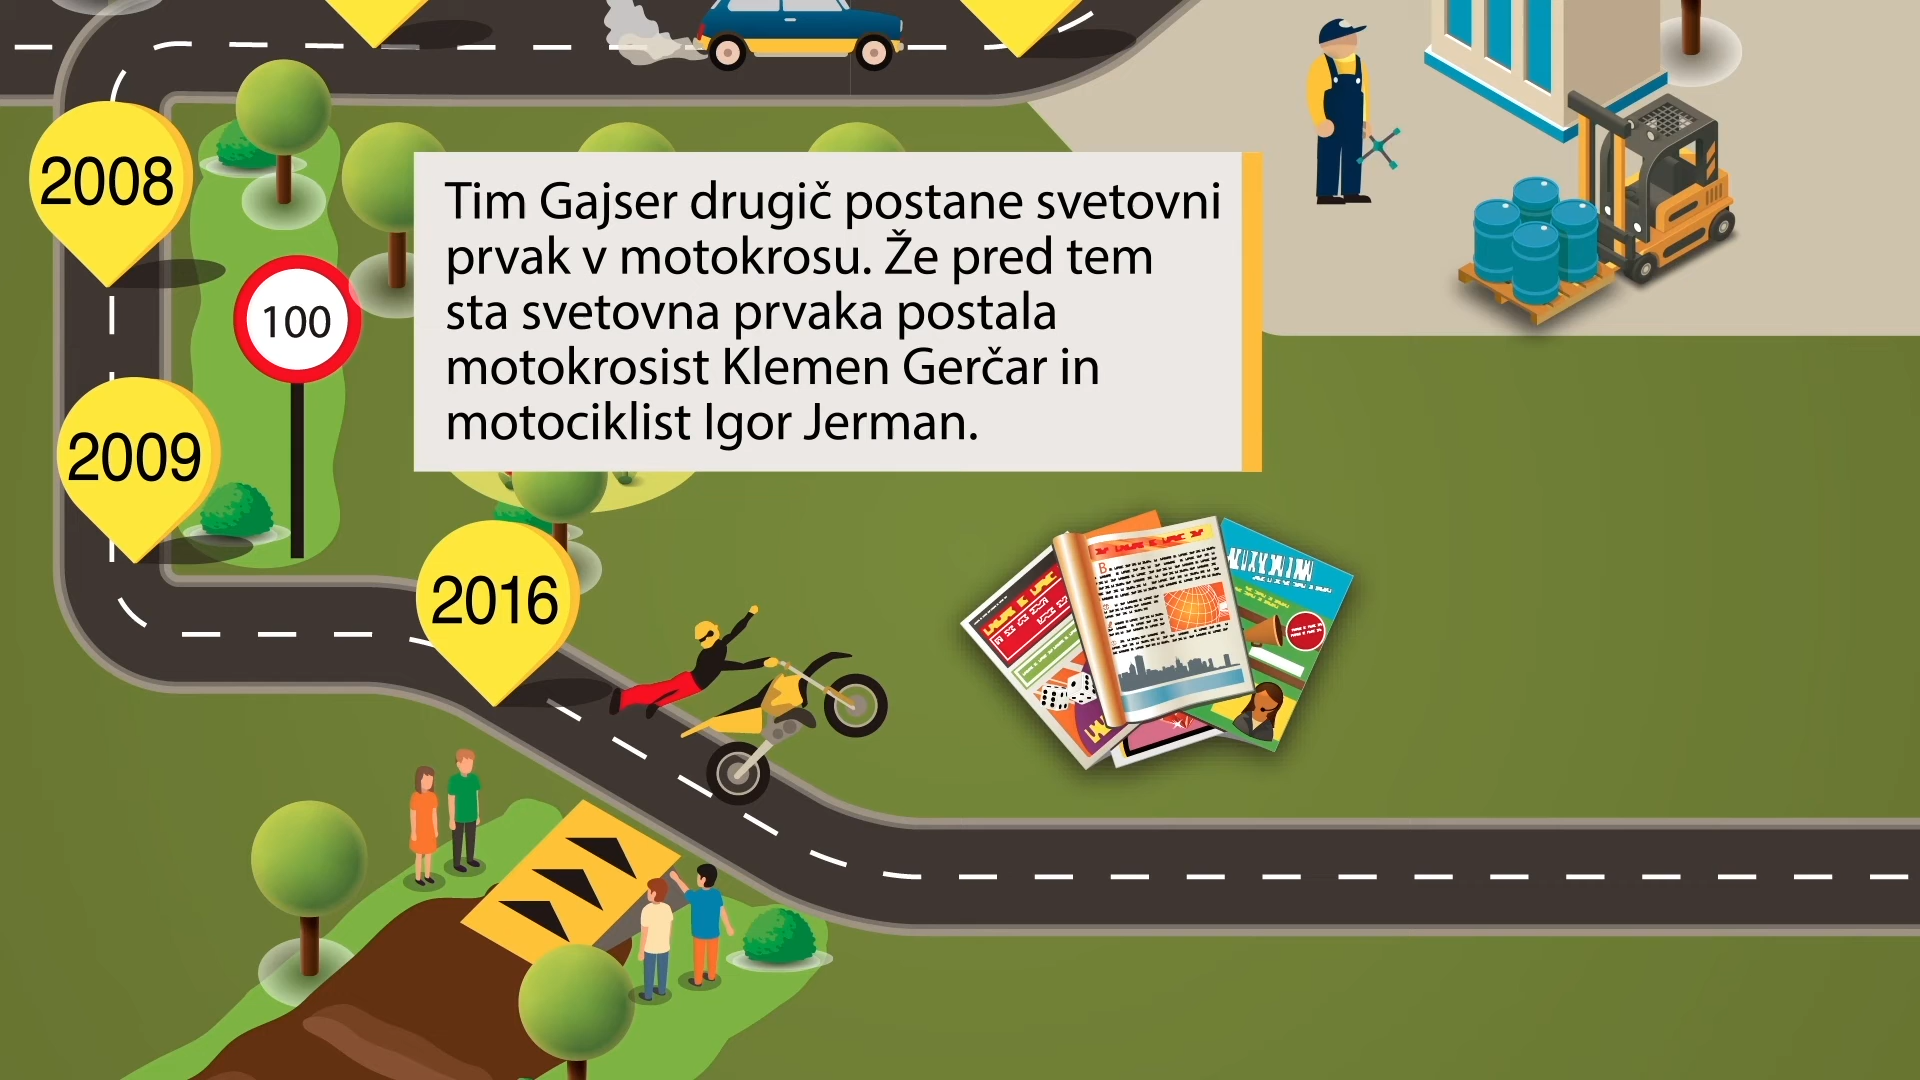 2008
Tim Gajser drugič postane svetovni
prvak v motokrosu. Že pred tem
sta svetovna prvaka postala
motokrosist Klemen Gerčar in
motociklist Igor Jerman.
100
2009
2016